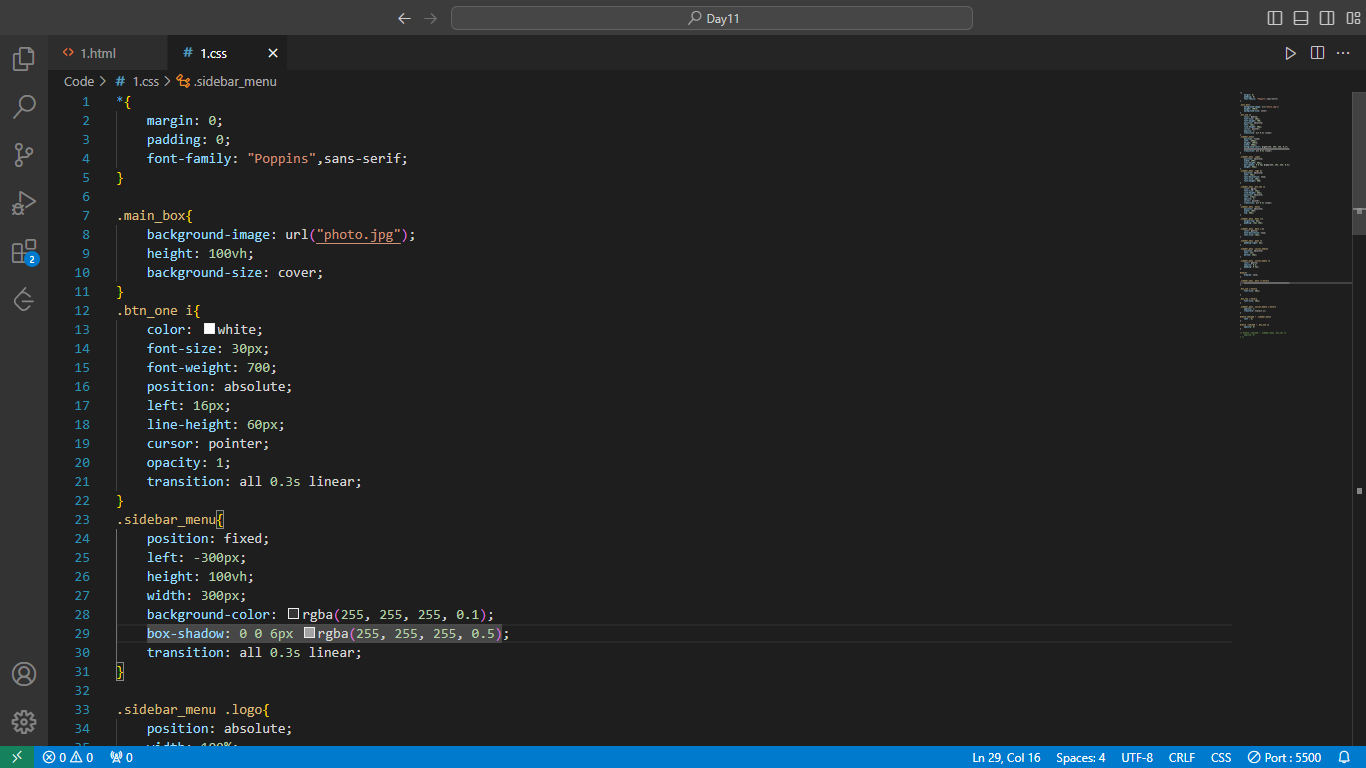 Day11
1.html
# 1.css
Code > # 1.css > .sidebar_menu
1 *{
2 margin: 0;
3 padding: 0;
4 font-family: "Poppins",sans-serif;
5 }
6
7 .main_box{
8 background-image: url("photo.jpg");
9 height: 100vh;
10 background-size: cover;
11 }
12 .btn_one i{
13 color: white;
14 font-size: 30px;
15 font-weight: 700;
16 position: absolute;
17 left: 16px;
18 line-height: 60px;
19 cursor: pointer;
20 opacity: 1;
21 transition: all 0.3s linear;
22 }
23 .sidebar_menu{
24 position: fixed;
25 left: -300px;
26 height: 100vh;
27 width: 300px;
28 background-color: rgba(255, 255, 255, 0.1);
29 box-shadow: 0 0 6px rgba(255, 255, 255, 0.5);
30 transition: all 0.3s linear;
31 }
32
33 .sidebar_menu .logo{
34 position: absolute;
35 width: 100%;
2
0 0 0 Ln 29, Col 16 Spaces: 4 UTF-8 CRLF CSS Port : 5500